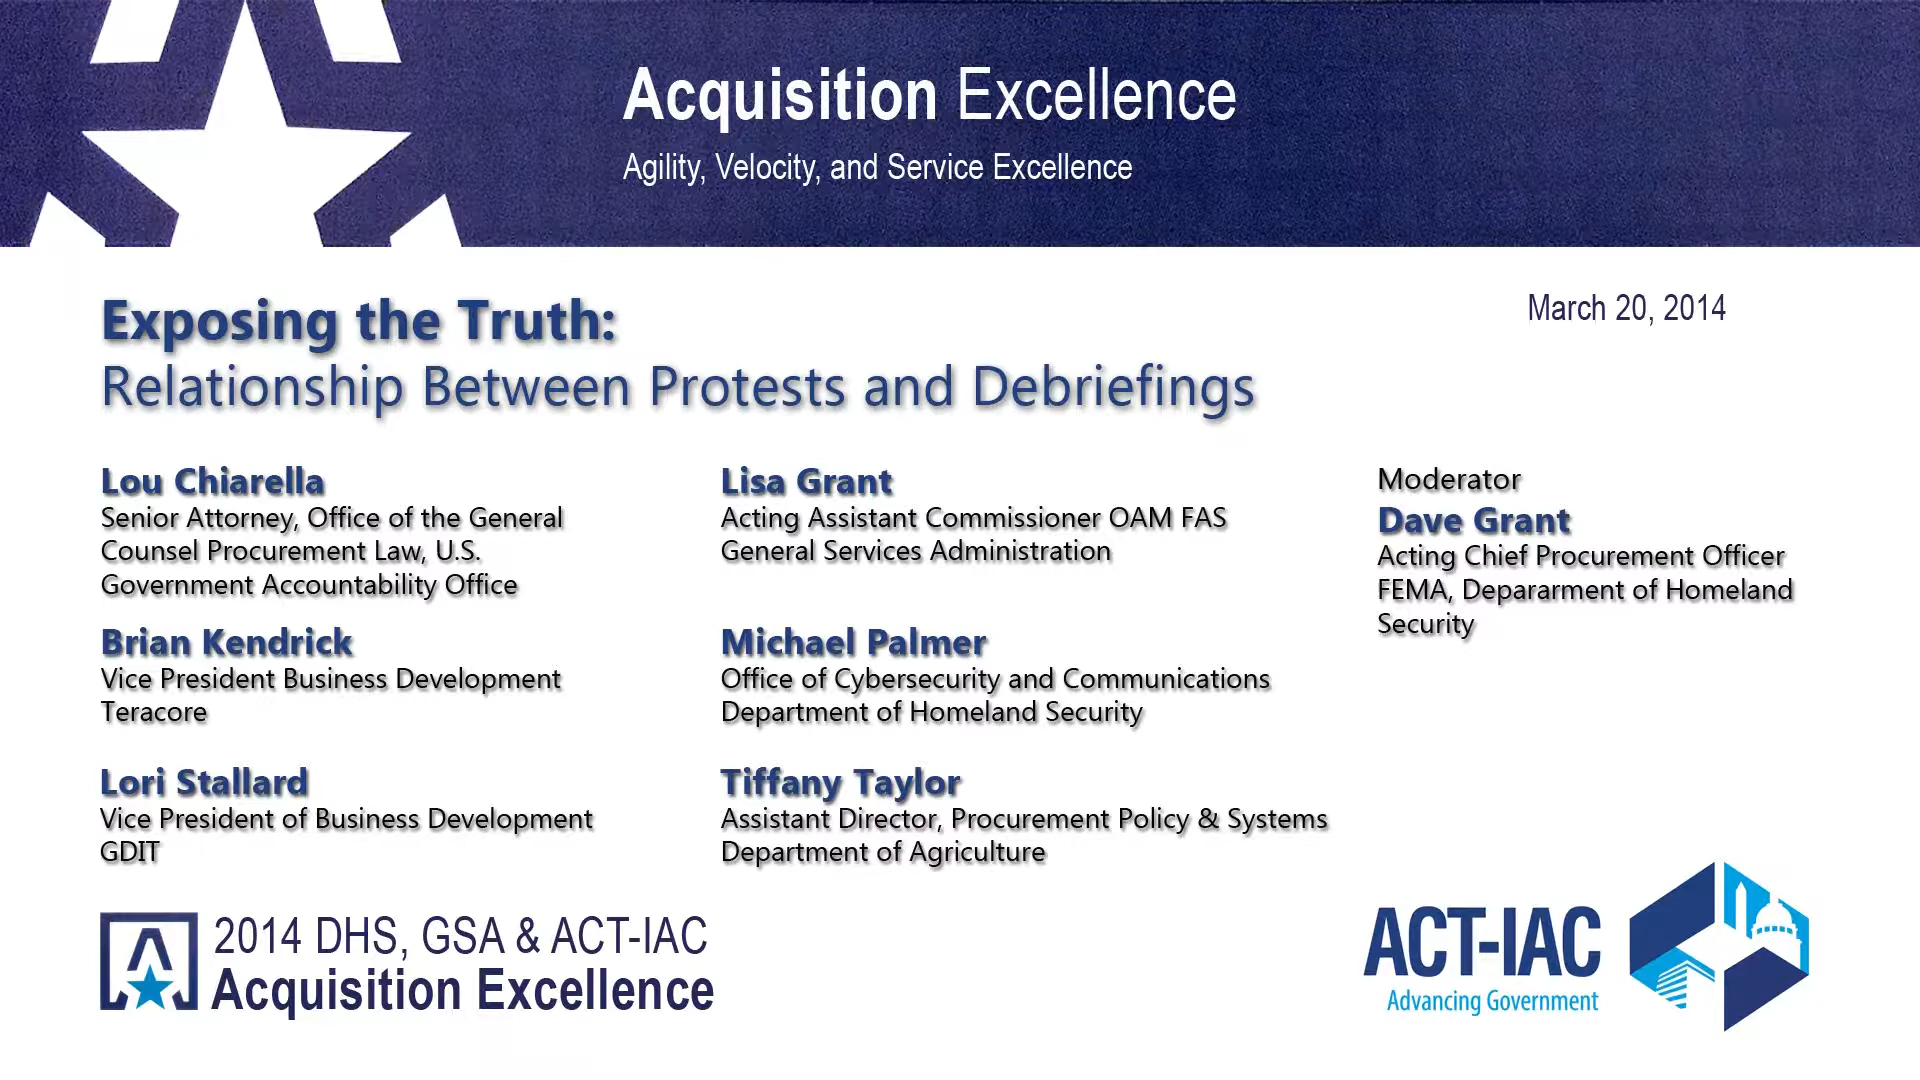 Acquisition Excellence
Agility, Velocity, and Service Excellence
Exposing the Truth:
Relationship Between Protests and Debriefings
March 20, 2014
Lou Chiarella
Senior Attorney, Office of the General
Counsel Procurement Law, U.S.
Government Accountability Office
Brian Kendrick
Vice President Business Development
Teracore
Lori Stallard
Vice President of Business Development
GDIT
Lisa Grant
Acting Assistant Commissioner OAM FAS
General Services Administration
Michael Palmer
Office of Cybersecurity and Communications
Department of Homeland Security
Tiffany Taylor
Assistant Director, Procurement Policy & Systems
Department of Agriculture
Moderator
Dave Grant
Acting Chief Procurement Officer
FEMA, Depararment of Homeland
Security
2014 DHS, GSA & ACT-IAC
Acquisition Excellence
ACT-IAC
Advancing Government